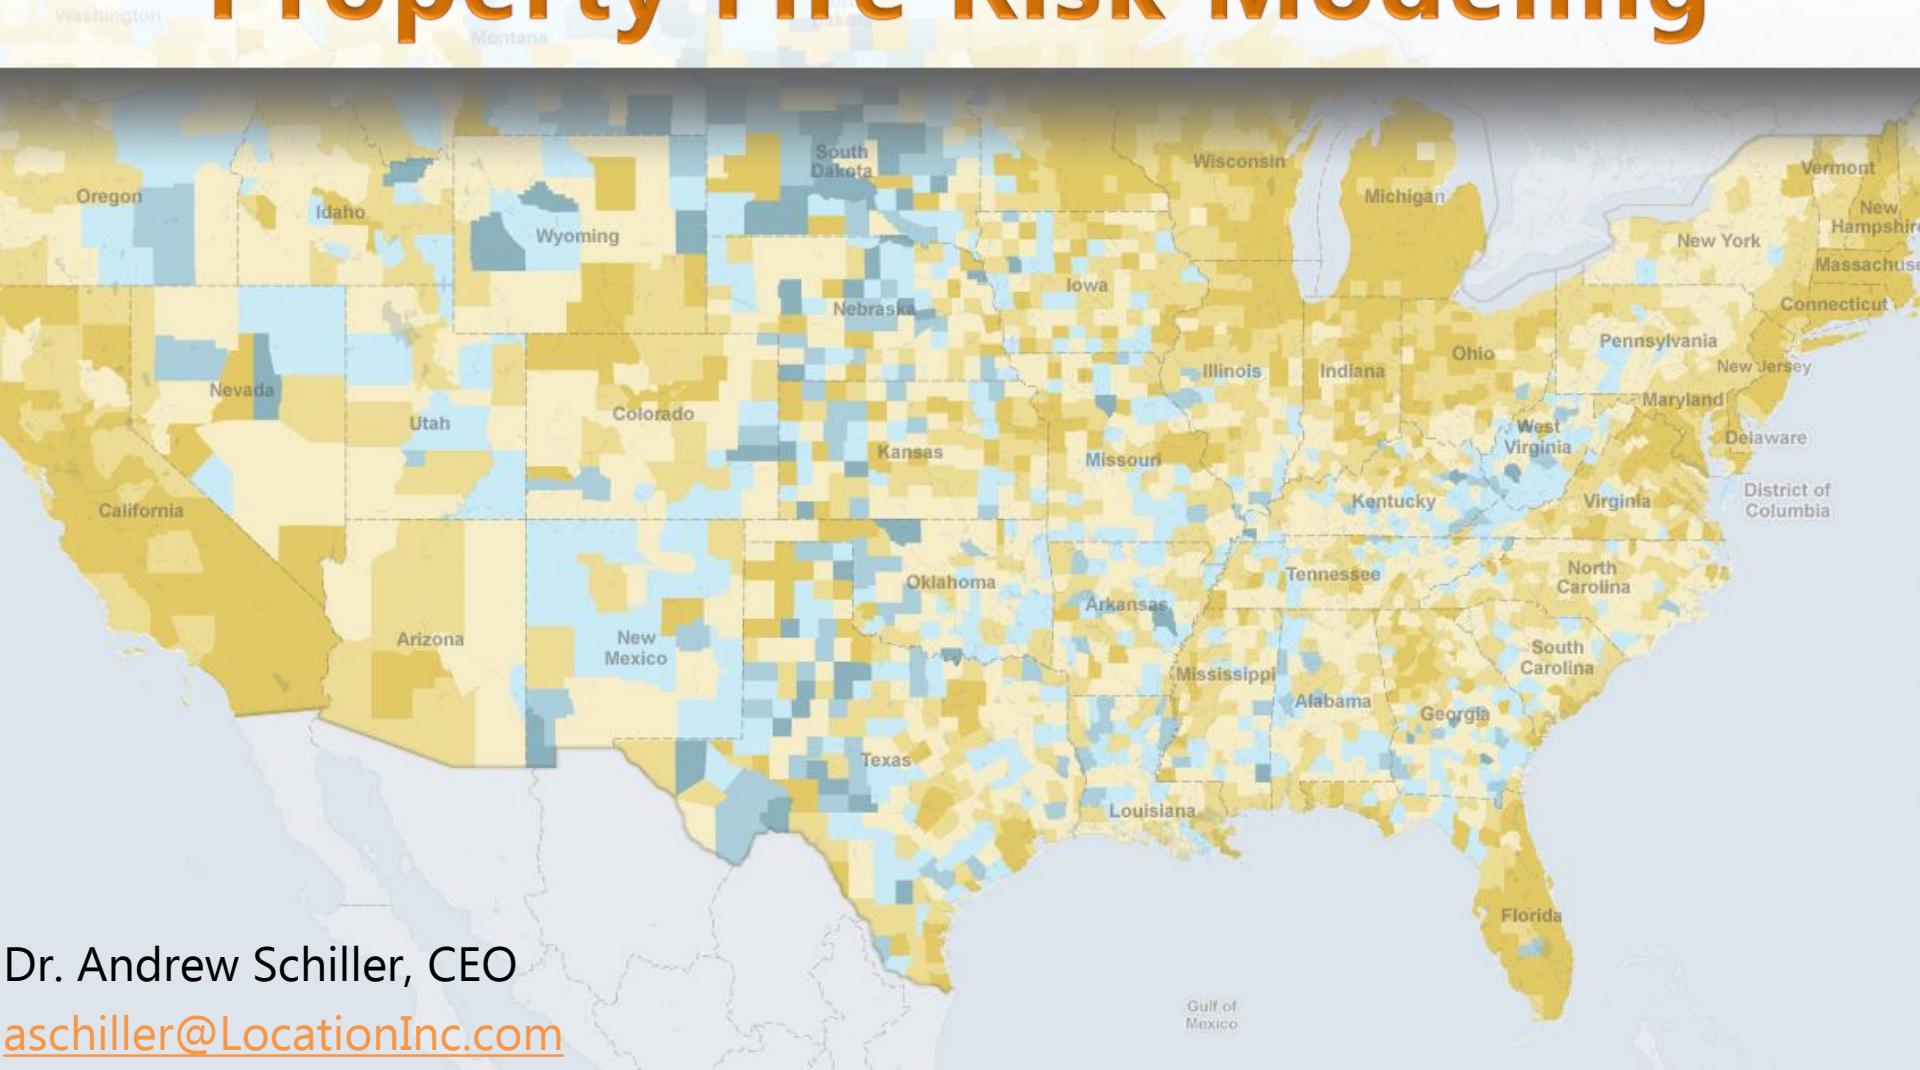 Property Fire Risk Modeling
Washington
Montana
Dakota
Oregon
Idaho
Wyoming
South
Dakota
Wisconsin
Michigan
Vermont
New
Hampshire
New York
Massachuse
Connecticut
Iowa
Nebraska
Pennsylvania
New Jersey
Ohio
Illinois
Indiana
Nevada
Utah
Colorado
Maryland
Delaware
West
Virginia
Kansas
Missouri
District of
Columbia
California
Kentucky
Virginia
Oklahoma
Tennessee
North
Carolina
Arkansas
Arizona
New
Mexico
South
Carolina
Mississippi
Alabama
Georgia
Texas
Louisiana
Florida
Gulf of
Mexico
Dr. Andrew Schiller, CEO
aschiller@LocationInc.com